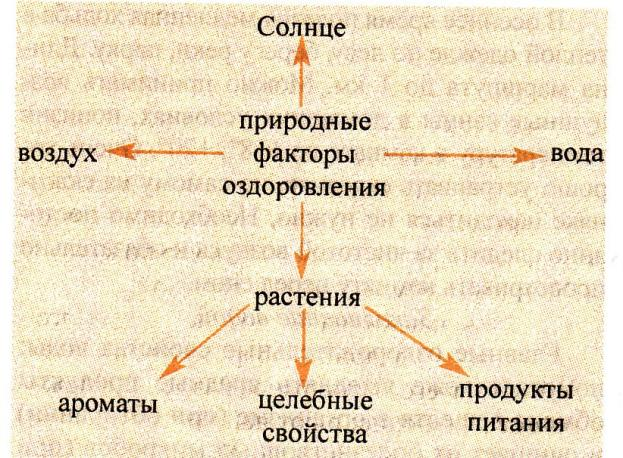 Солнце
природные
воздух факторы вода
оздоровления
растения
ароматы целебные продукты
свойства питания